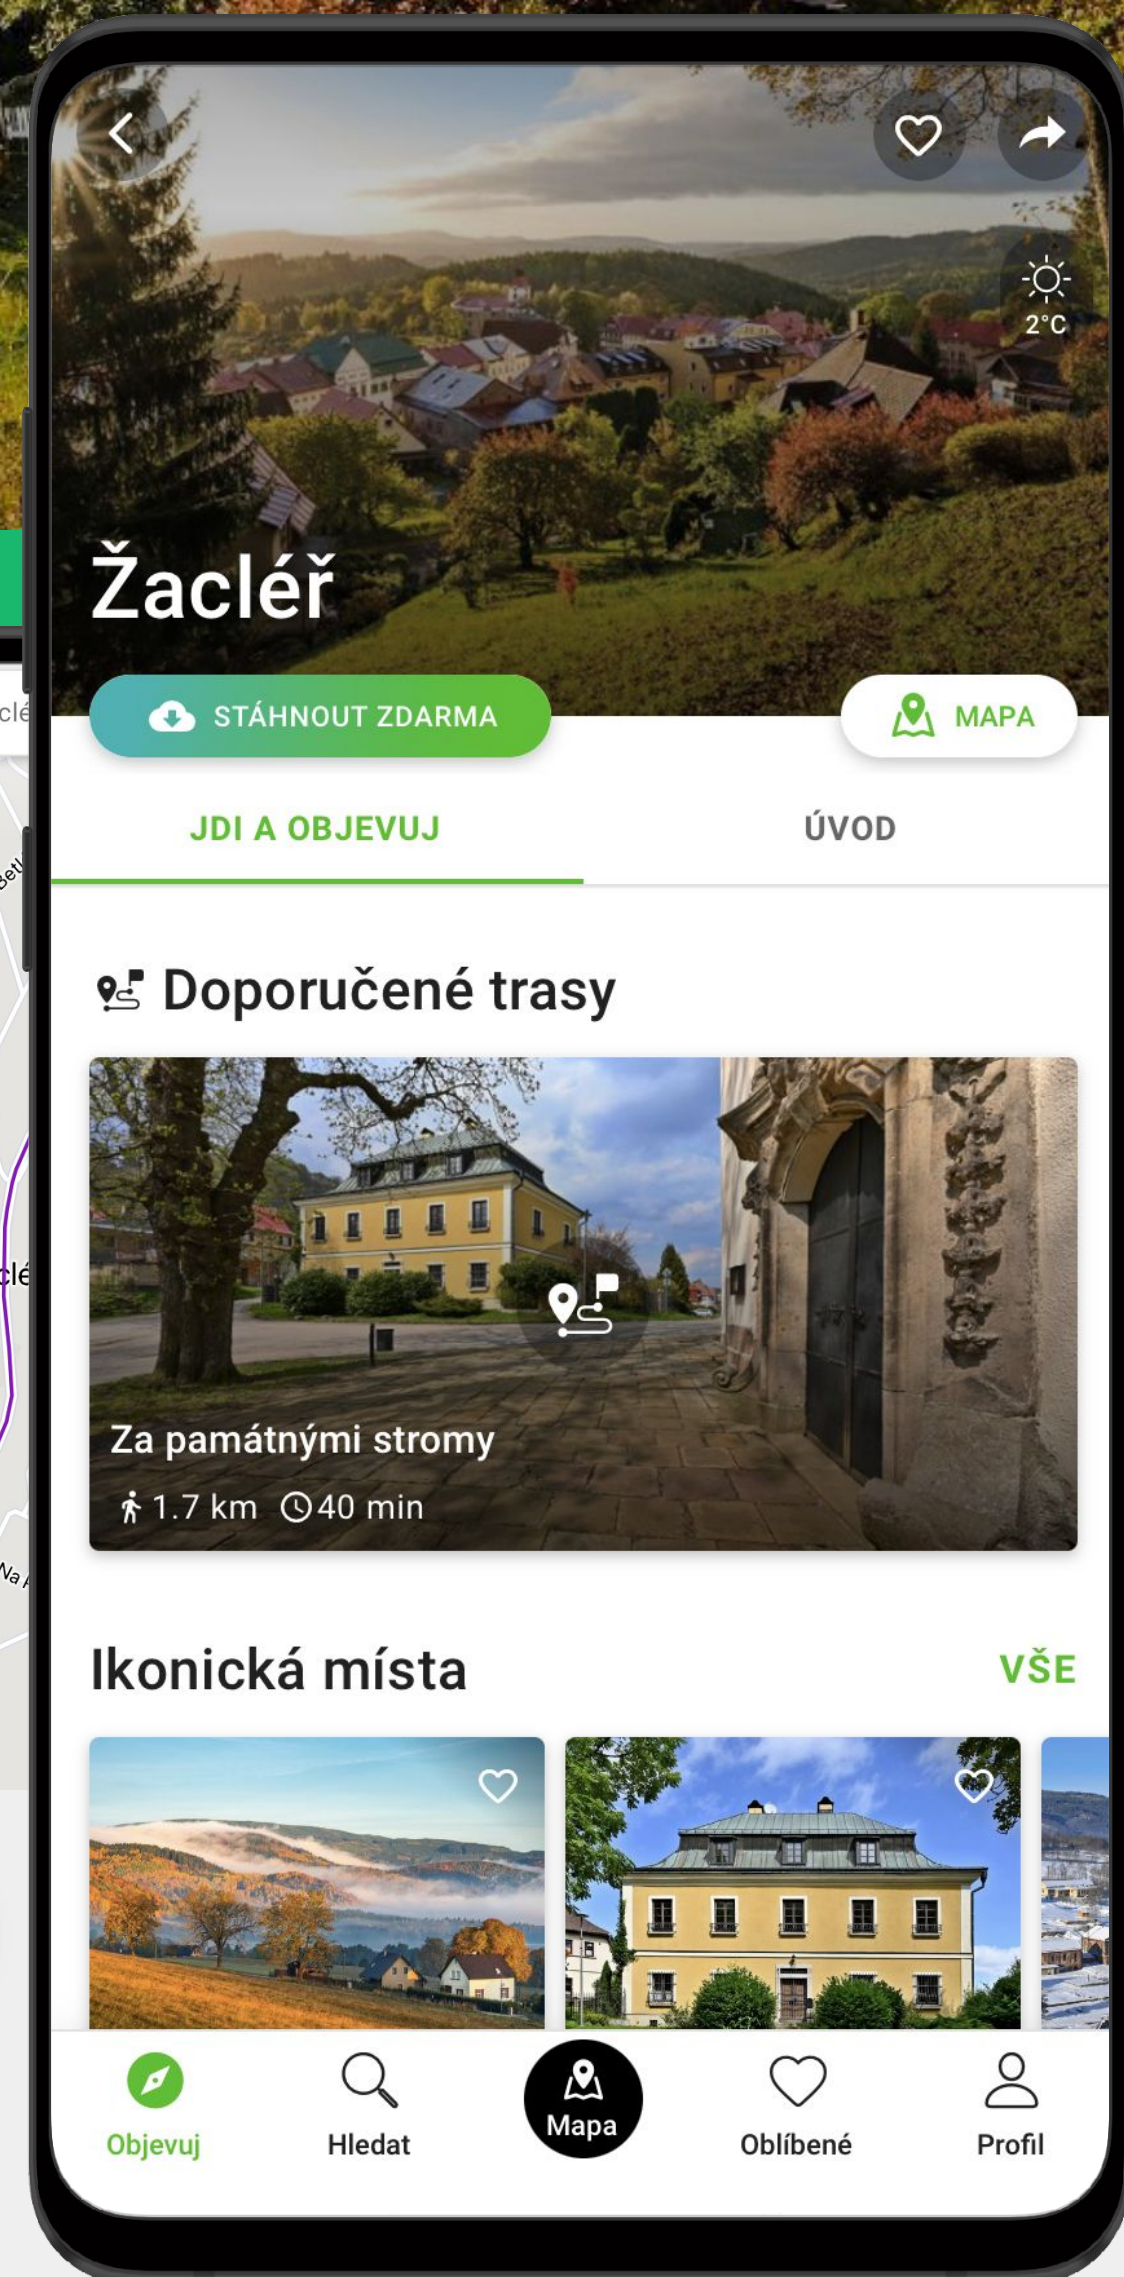 2°C
Žacléř
STÁHNOUT ZDARMA
MAPA
JDI A OBJEVUJ
ÚVOD
Doporučené trasy
Za památnými stromy
1.7 km 40 min
Ikonická místa
VŠE
Objevuj
Hledat
Mapa
Oblíbené
Profil